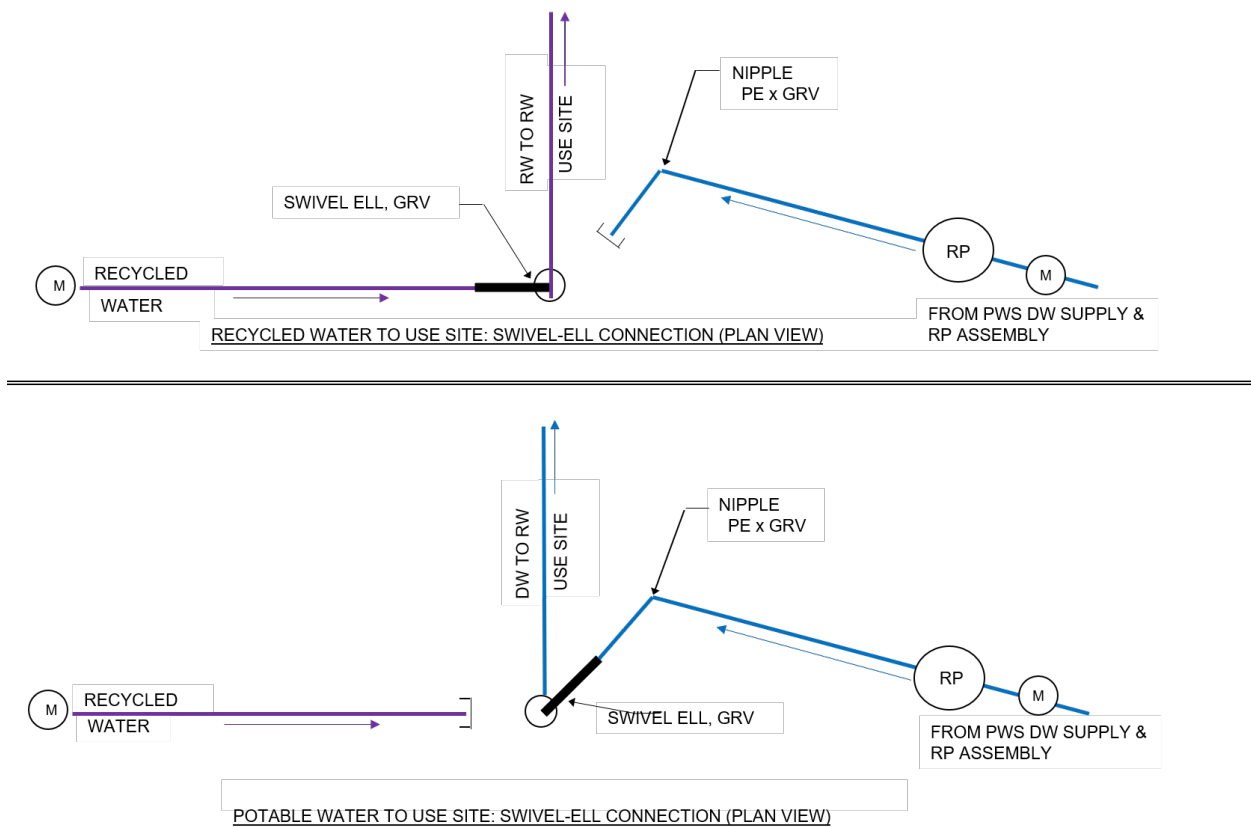 NIPPLE
PE x GRV
RW TO RW
USE SITE
SWIVEL ELL, GRV
RP
M
M
RECYCLED
WATER
FROM PWS DW SUPPLY &
RP ASSEMBLY
RECYCLED WATER TO USE SITE: SWIVEL-ELL CONNECTION (PLAN VIEW)
NIPPLE
PE x GRV
DW TO RW
USE SITE
RP
M
M
RECYCLED
WATER
SWIVEL ELL, GRV
FROM PWS DW SUPPLY &
RP ASSEMBLY
POTABLE WATER TO USE SITE: SWIVEL-ELL CONNECTION (PLAN VIEW)